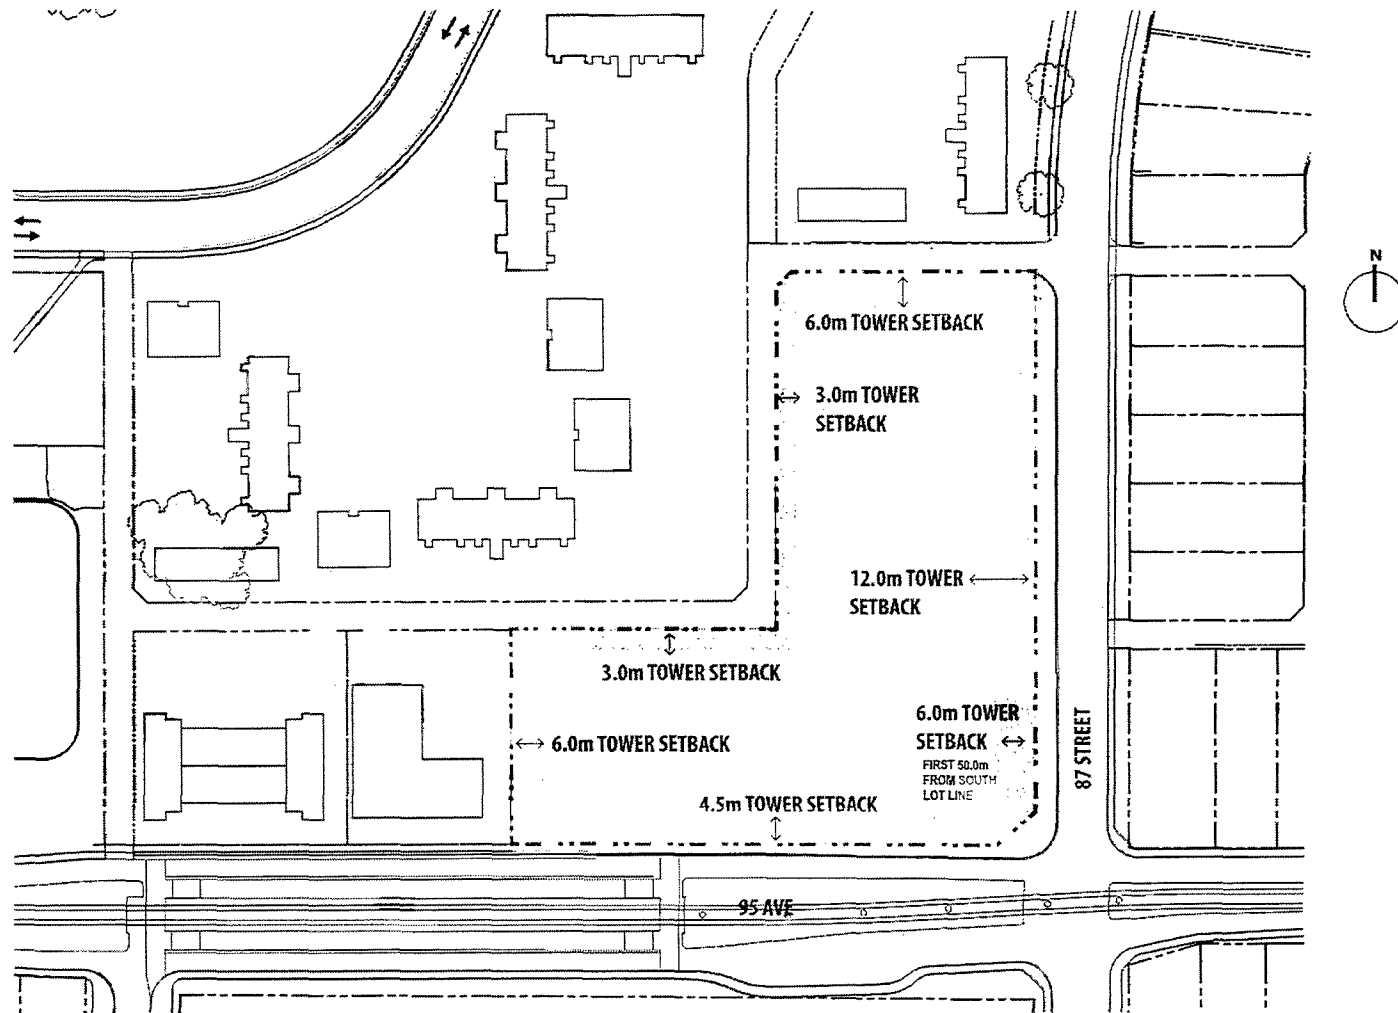 N
6.0m TOWER SETBACK
3.0m TOWER
SETBACK
12.0m TOWER
SETBACK
3.0m TOWER SETBACK
6.0m TOWER
SETBACK
FIRST 50.0m
FROM SOUTH
LOT LINE
87 STREET
6.0m TOWER SETBACK
4.5m TOWER SETBACK
95 AVE